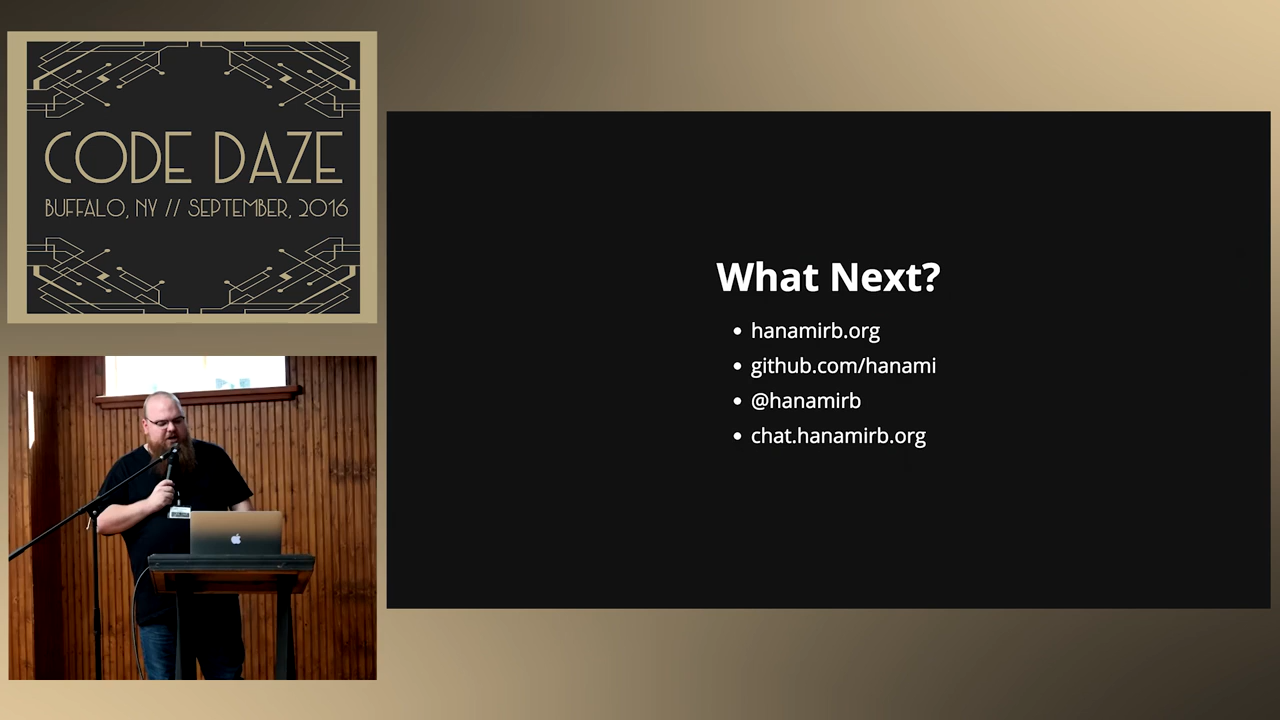 CODE DAZE
BUFFALO, NY // SEPTEMBER, 2016
What Next?
• hanamirb.org
• github.com/hanami
• @hanamirb
• chat.hanamirb.org